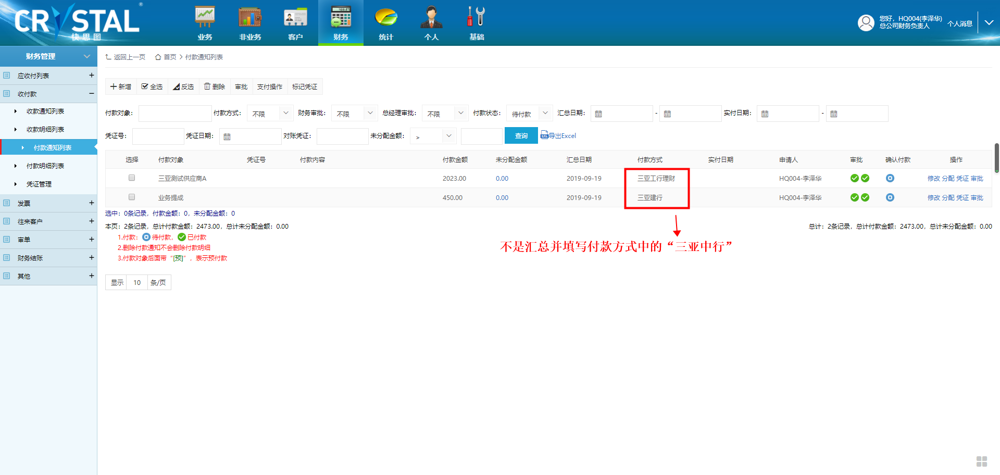 CRYSTAL®
快思图
业务 非业务 客户 财务 统计 个人 基础
您好，HQ004(李泽华)
总公司财务负责人
个人消息
财务管理
应收付列表 +
收付款 −
收款通知列表
收款明细列表
付款通知列表
付款明细列表
凭证管理
发票 +
往来客户 +
审单 +
财务结账 +
其他 +
返回上一页 首页 > 付款通知列表
新增 全选 反选 删除 审批 支付操作 标记凭证
付款对象： 付款方式： 不限 财务审批： 不限 总经理审批： 不限 付款状态： 待付款 汇总日期： - 实付日期： -
凭证号： 凭证日期： 对账凭证： 未分配金额： > 查询 导出Excel
选择 付款对象 凭证号 付款内容 付款金额 未分配金额 汇总日期 付款方式 实付日期 申请人 审批 确认付款 操作
三亚测试供应商A 2023.00 0.00 2019-09-19 三亚工行理财 HQ004-李泽华 修改 分配 凭证 审批
业务提成 450.00 0.00 2019-09-19 三亚建行 HQ004-李泽华 修改 分配 凭证 审批
选中：0条记录，付款金额：0，未分配金额：0
本页：2条记录，总计付款金额：2473.00，总计未分配金额：0.00
总计：2条记录，总计付款金额：2473.00，总计未分配金额：0.00
1.付款： 待付款， 已付款
2.删除付款通知不会删除付款明细
3.付款对象后面带“[预]”，表示预付款
不是汇总并填写付款方式中的“三亚中行”
显示 10 条/页